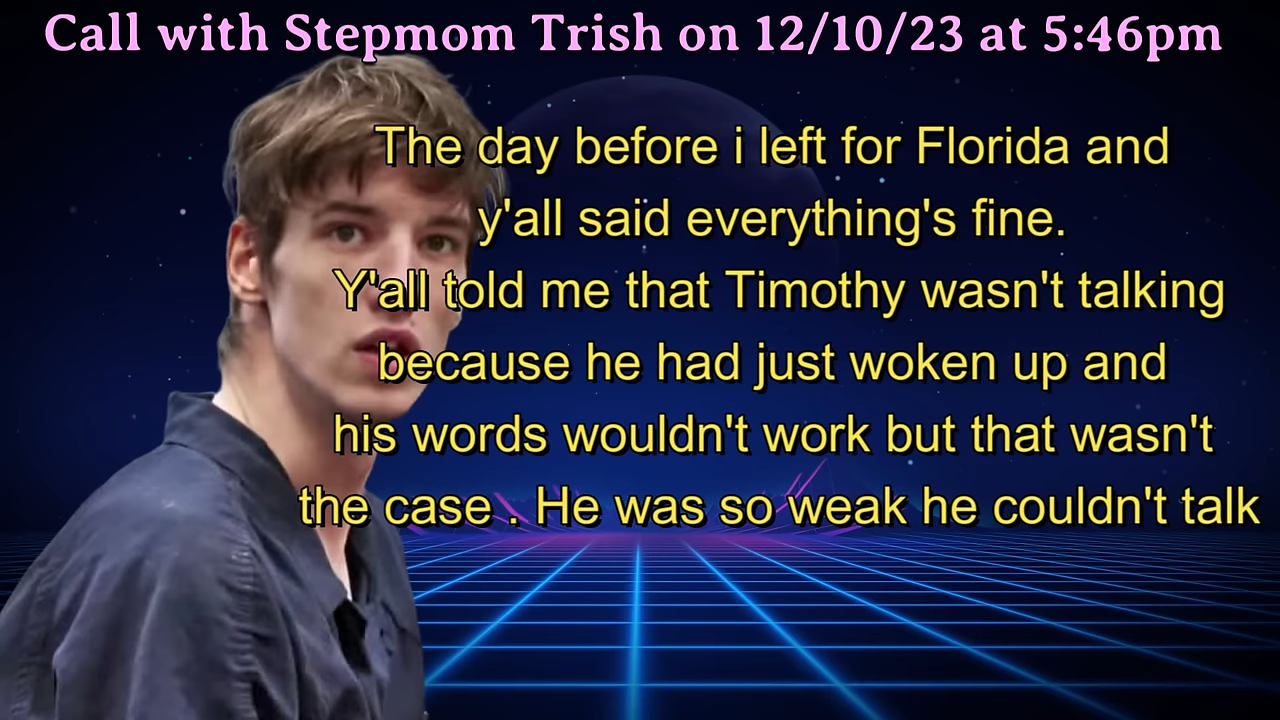 Call with Stepmom Trish on 12/10/23 at 5:46pm
The day before i left for Florida and
y'all said everything's fine.
Y'all told me that Timothy wasn't talking
because he had just woken up and
his words wouldn't work but that wasn't
the case . He was so weak he couldn't talk